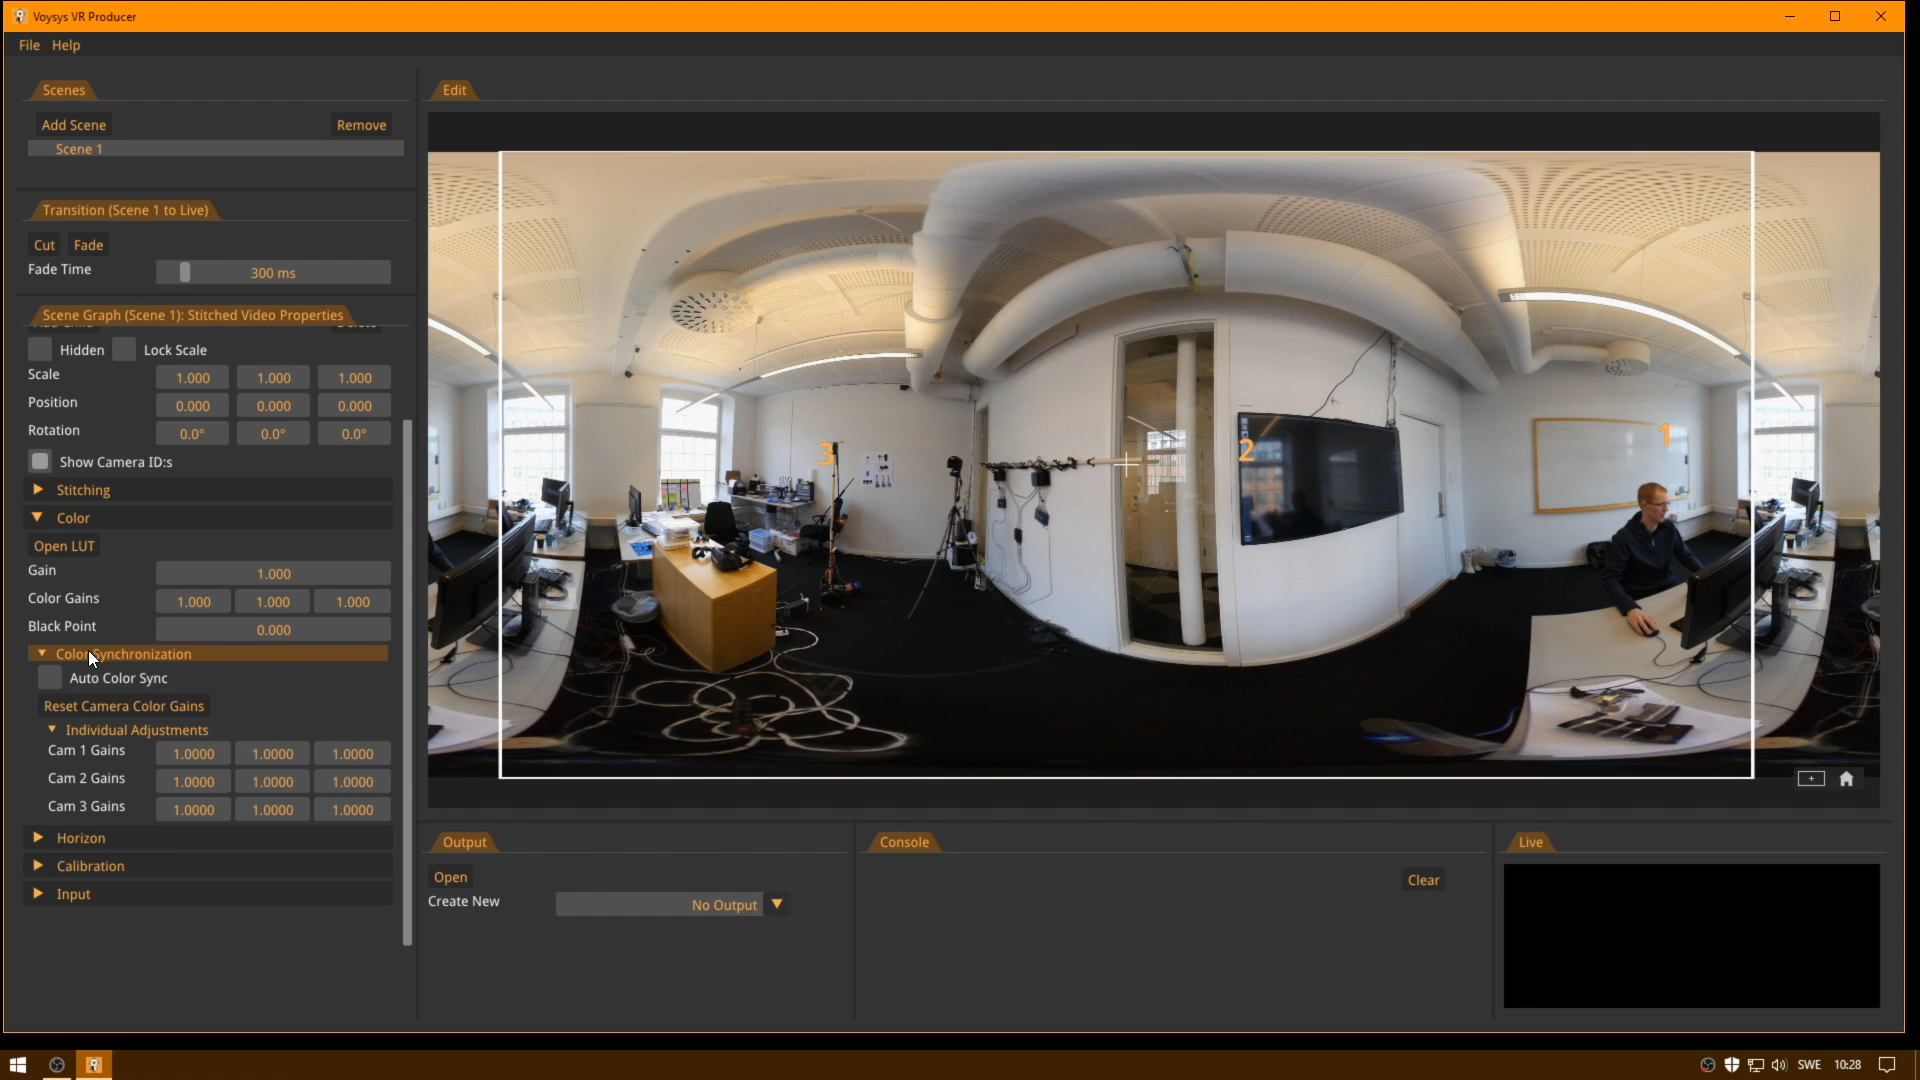 Voysys VR Producer
File Help
Scenes
Add Scene Remove
Scene 1
Transition (Scene 1 to Live)
Cut Fade
Fade Time 300 ms
Scene Graph (Scene 1): Stitched Video Properties
Hidden Lock Scale
Scale 1.000 1.000 1.000
Position 0.000 0.000 0.000
Rotation 0.0° 0.0° 0.0°
Show Camera ID:s
Stitching
Color
Open LUT
Gain 1.000
Color Gains 1.000 1.000 1.000
Black Point 0.000
Color Synchronization
Auto Color Sync
Reset Camera Color Gains
Individual Adjustments
Cam 1 Gains 1.0000 1.0000 1.0000
Cam 2 Gains 1.0000 1.0000 1.0000
Cam 3 Gains 1.0000 1.0000 1.0000
Horizon
Calibration
Input
Edit
3 2 1
Output
Open
Create New No Output
Console
Clear
Live
SWE 10:28